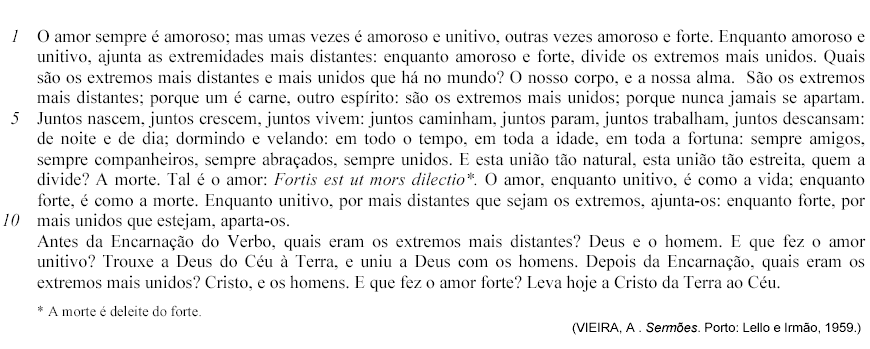 1 O amor sempre é amoroso; mas umas vezes é amoroso e unitivo, outras vezes amoroso e forte. Enquanto amoroso e
unitivo, ajunta as extremidades mais distantes: enquanto amoroso e forte, divide os extremos mais unidos. Quais
são os extremos mais distantes e mais unidos que há no mundo? O nosso corpo, e a nossa alma. São os extremos
mais distantes; porque um é carne, outro espírito: são os extremos mais unidos; porque nunca jamais se apartam.
5 Juntos nascem, juntos crescem, juntos vivem: juntos caminham, juntos param, juntos trabalham, juntos descansam:
de noite e de dia; dormindo e velando: em todo o tempo, em toda a idade, em toda a fortuna: sempre amigos,
sempre companheiros, sempre abraçados, sempre unidos. E esta união tão natural, esta união tão estreita, quem a
divide? A morte. Tal é o amor: Fortis est ut mors dilectio*. O amor, enquanto unitivo, é como a vida; enquanto
forte, é como a morte. Enquanto unitivo, por mais distantes que sejam os extremos, ajunta-os: enquanto forte, por
10 mais unidos que estejam, aparta-os.
Antes da Encarnação do Verbo, quais eram os extremos mais distantes? Deus e o homem. E que fez o amor
unitivo? Trouxe a Deus do Céu à Terra, e uniu a Deus com os homens. Depois da Encarnação, quais eram os
extremos mais unidos? Cristo, e os homens. E que fez o amor forte? Leva hoje a Cristo da Terra ao Céu.
* A morte é deleite do forte.
(VIEIRA, A . Sermões. Porto: Lello e Irmão, 1959.)